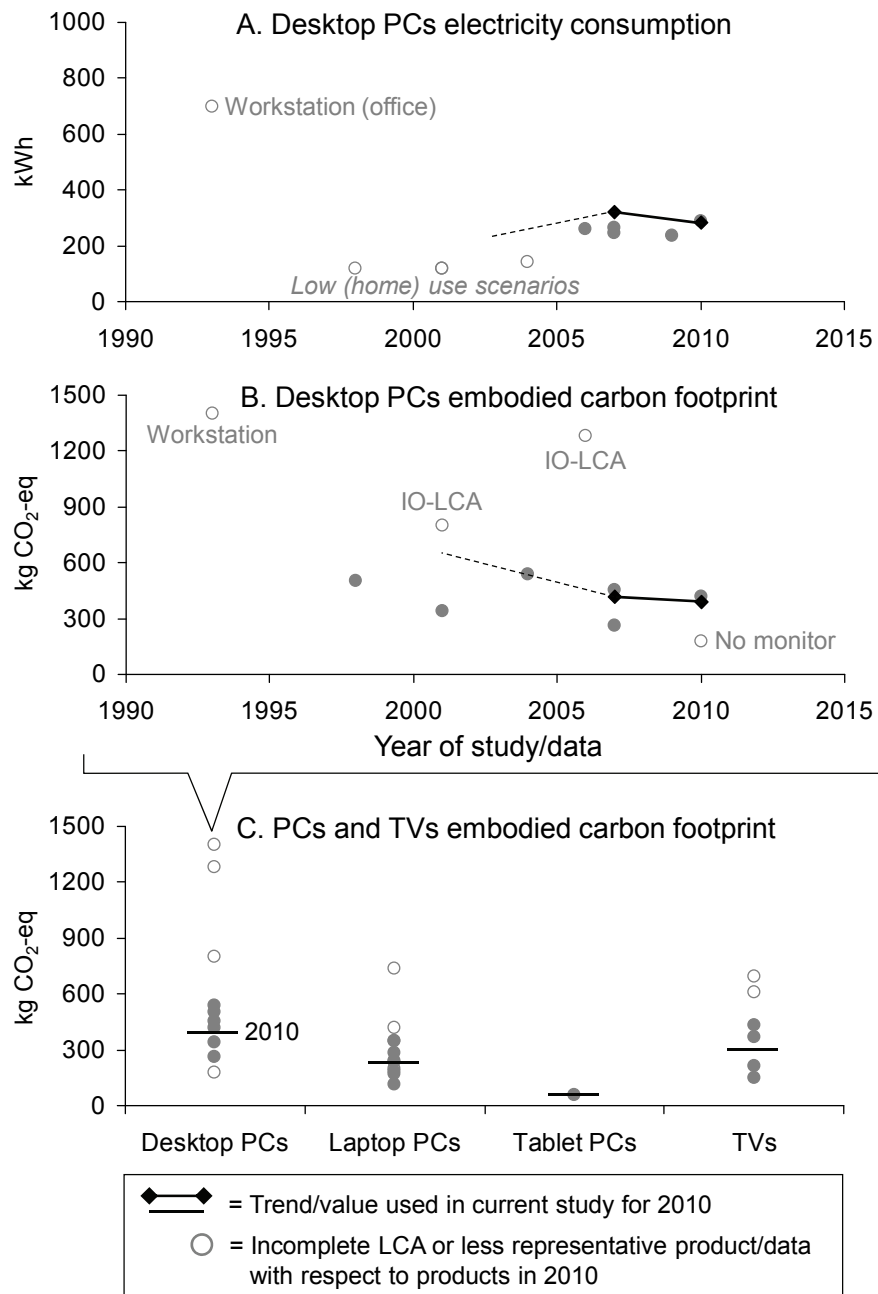 A. Desktop PCs electricity consumption
1000
800
600
400
200
0
kWh
Workstation (office)
Low (home) use scenarios
1990 1995 2000 2005 2010 2015
B. Desktop PCs embodied carbon footprint
1500
1200
900
600
300
0
kg CO₂-eq
Workstation
IO-LCA
IO-LCA
No monitor
1990 1995 2000 2005 2010 2015
Year of study/data
C. PCs and TVs embodied carbon footprint
1500
1200
900
600
300
0
kg CO₂-eq
2010
Desktop PCs Laptop PCs Tablet PCs TVs
= Trend/value used in current study for 2010
= Incomplete LCA or less representative product/data
with respect to products in 2010